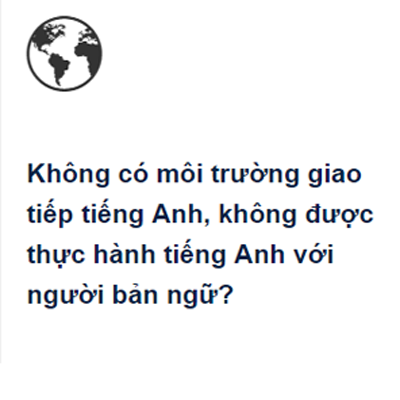 Không có môi trường giao
tiếp tiếng Anh, không được
thực hành tiếng Anh với
người bản ngữ?